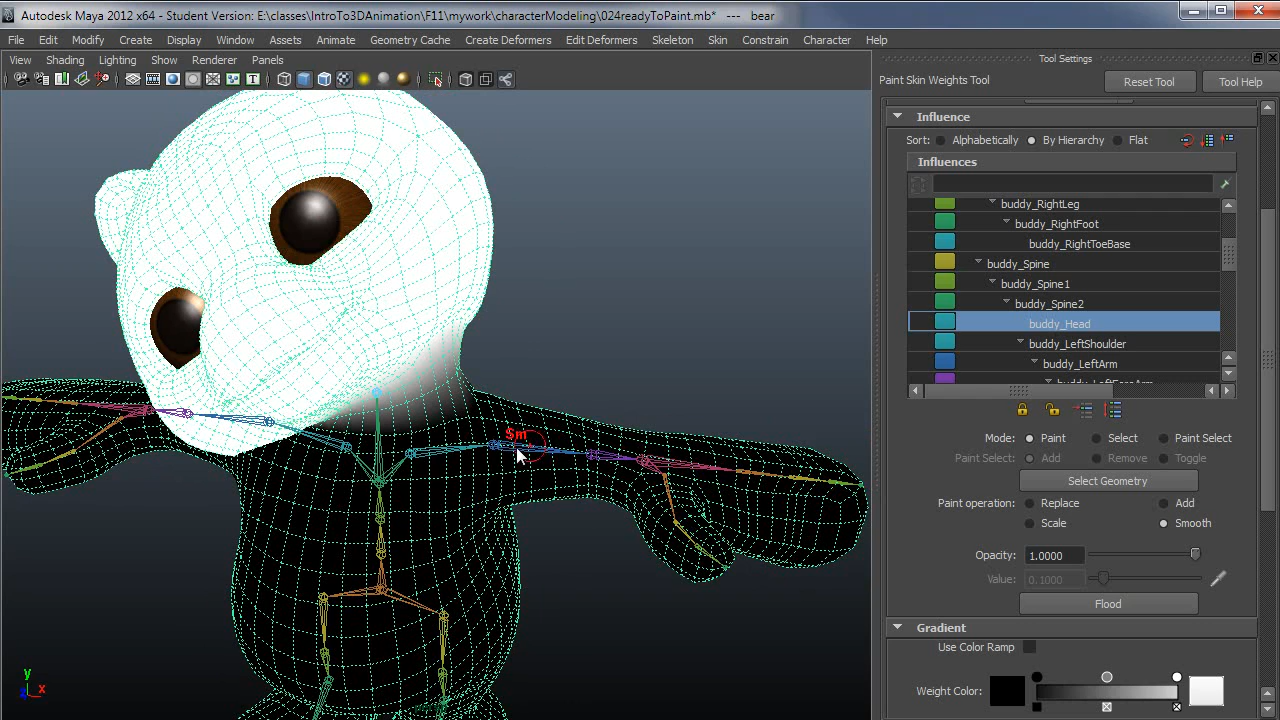 Autodesk Maya 2012 x64 - Student Version: E:\classes\IntroTo3DAnimation\F11\mywork\characterModeling\024readyToPaint.mb* --- bear
File Edit Modify Create Display Window Assets Animate Geometry Cache Create Deformers Edit Deformers Skeleton Skin Constrain Character Help
View Shading Lighting Show Renderer Panels
Tool Settings
Paint Skin Weights Tool Reset Tool Tool Help
Influence
Sort: Alphabetically By Hierarchy Flat
Influences
buddy_RightLeg
buddy_RightFoot
buddy_RightToeBase
buddy_Spine
buddy_Spine1
buddy_Spine2
buddy_Head
buddy_LeftShoulder
buddy_LeftArm
buddy_LeftForeArm
Mode: Paint Select Paint Select
Paint Select: Add Remove Toggle
Select Geometry
Paint operation: Replace Add
Scale Smooth
Opacity: 1.0000
Value: 0.1000
Flood
Gradient
Use Color Ramp
Weight Color:
Sm
y
z x